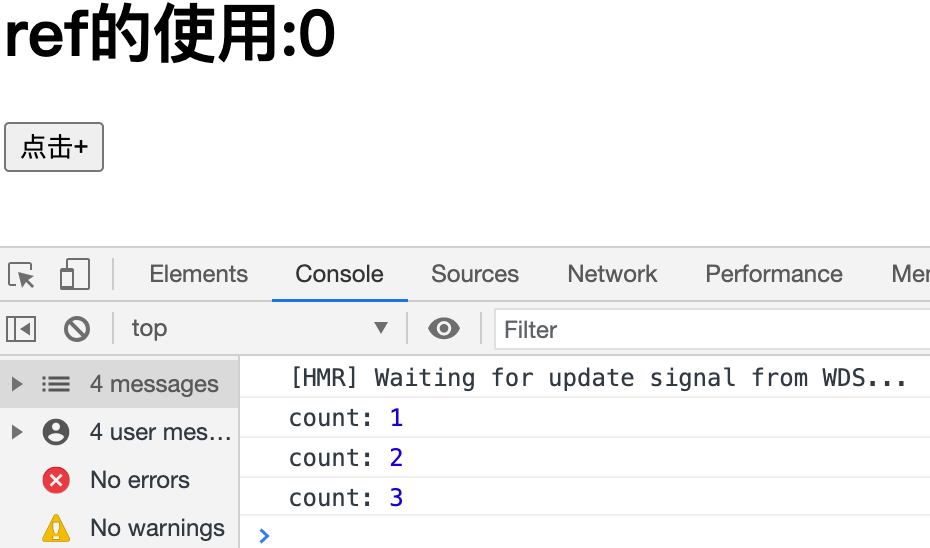 ref的使用:0
点击+
Elements Console Sources Network Performance Mer
top Filter
4 messages
4 user mes...
No errors
No warnings
[HMR] Waiting for update signal from WDS...
count: 1
count: 2
count: 3
>